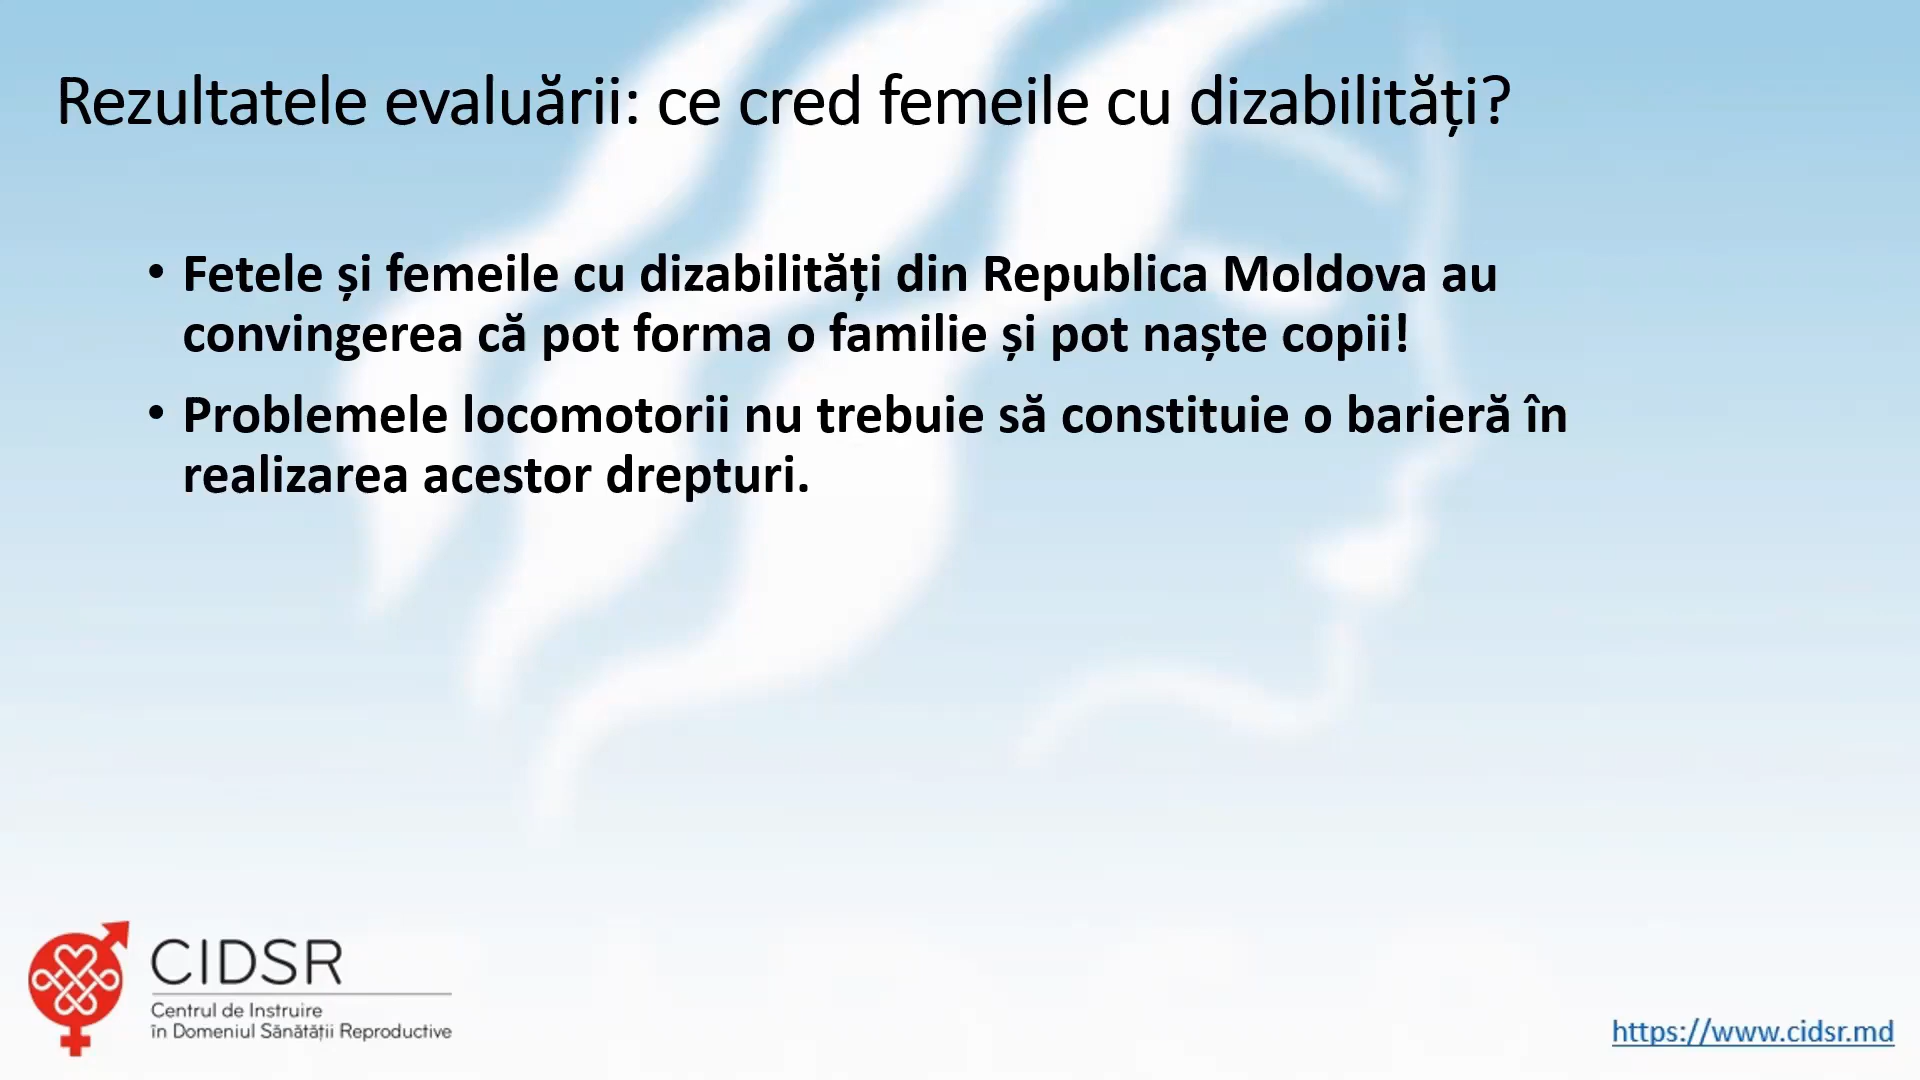 Rezultatele evaluării: ce cred femeile cu dizabilități?
• Fetele și femeile cu dizabilități din Republica Moldova au
convingerea că pot forma o familie și pot naște copii!
• Problemele locomotorii nu trebuie să constituie o barieră în
realizarea acestor drepturi.
CIDSR
Centrul de Instruire
în Domeniul Sănătății Reproductive
https://www.cidsr.md